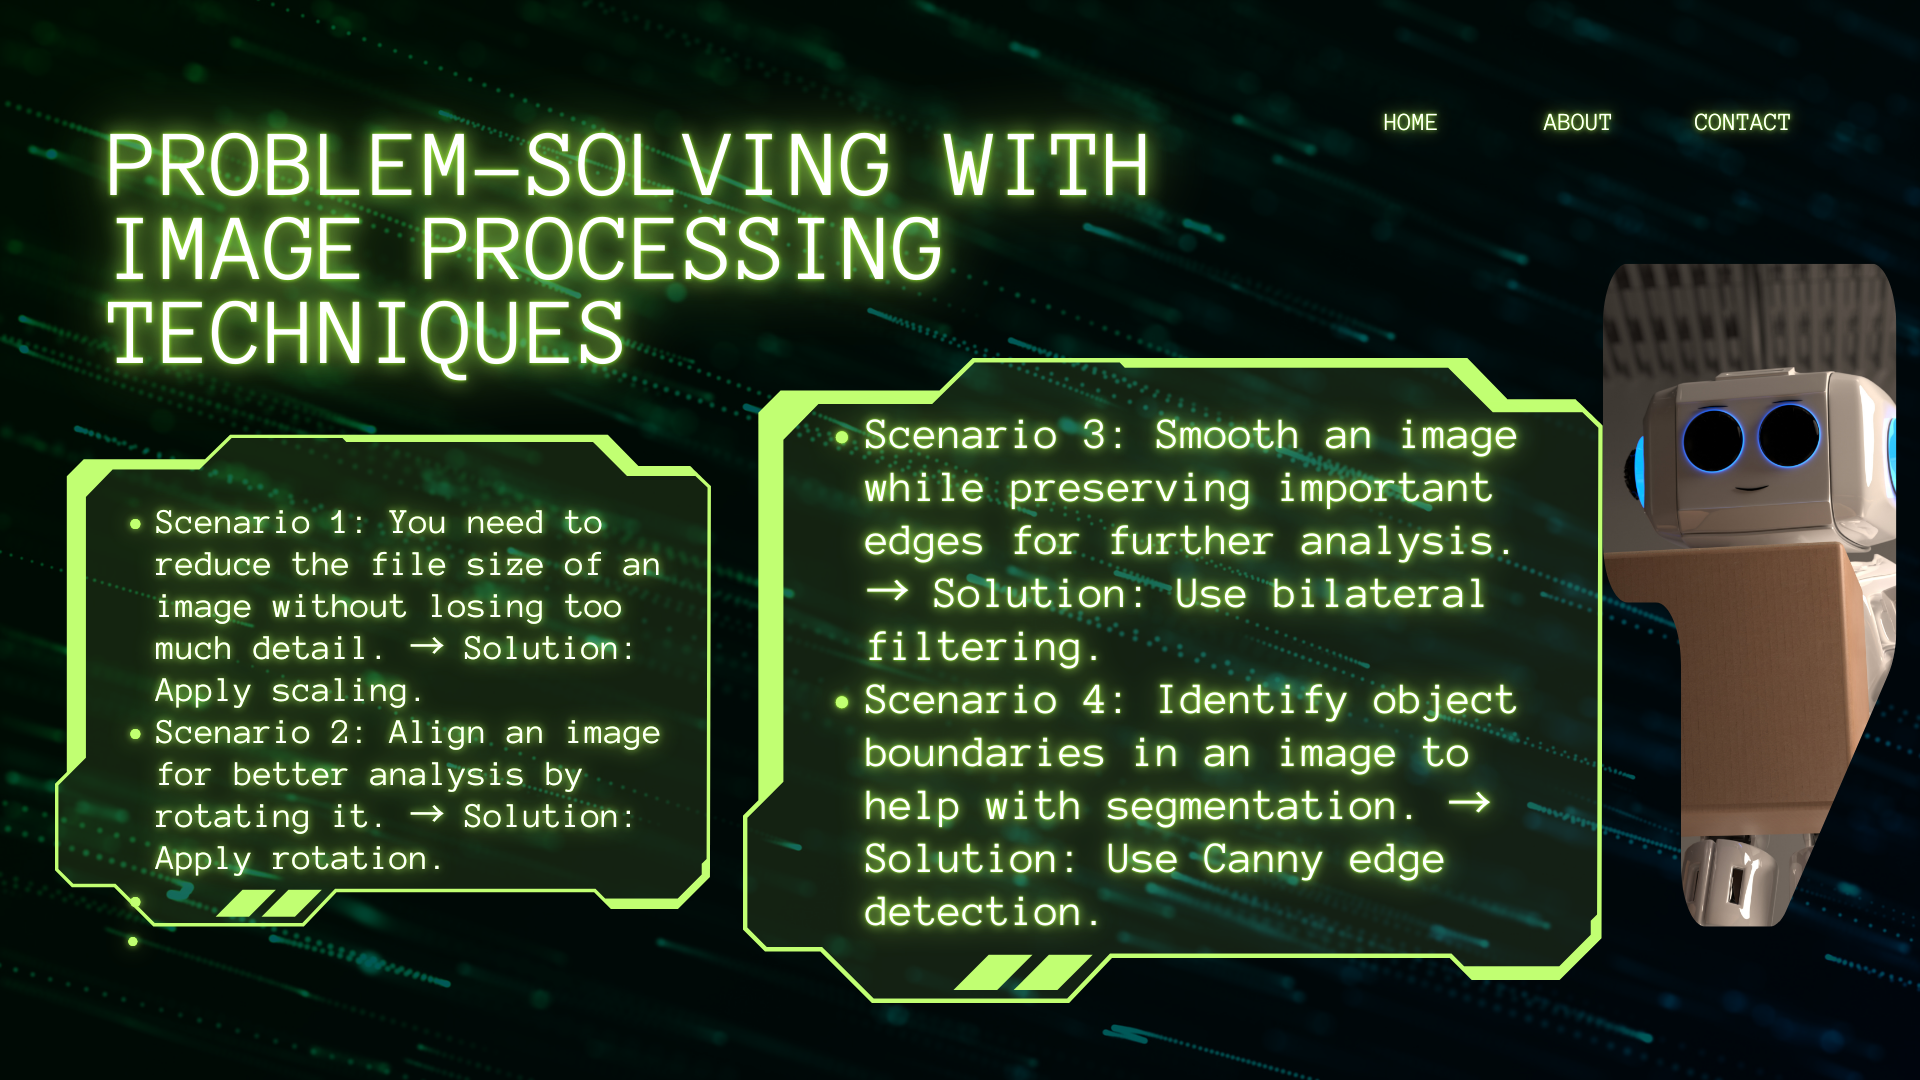 HOME ABOUT CONTACT
PROBLEM–SOLVING WITH
IMAGE PROCESSING
TECHNIQUES
• Scenario 1: You need to
reduce the file size of an
image without losing too
much detail. → Solution:
Apply scaling.
• Scenario 2: Align an image
for better analysis by
rotating it. → Solution:
Apply rotation.
•
•
• Scenario 3: Smooth an image
while preserving important
edges for further analysis.
→ Solution: Use bilateral
filtering.
• Scenario 4: Identify object
boundaries in an image to
help with segmentation. →
Solution: Use Canny edge
detection.